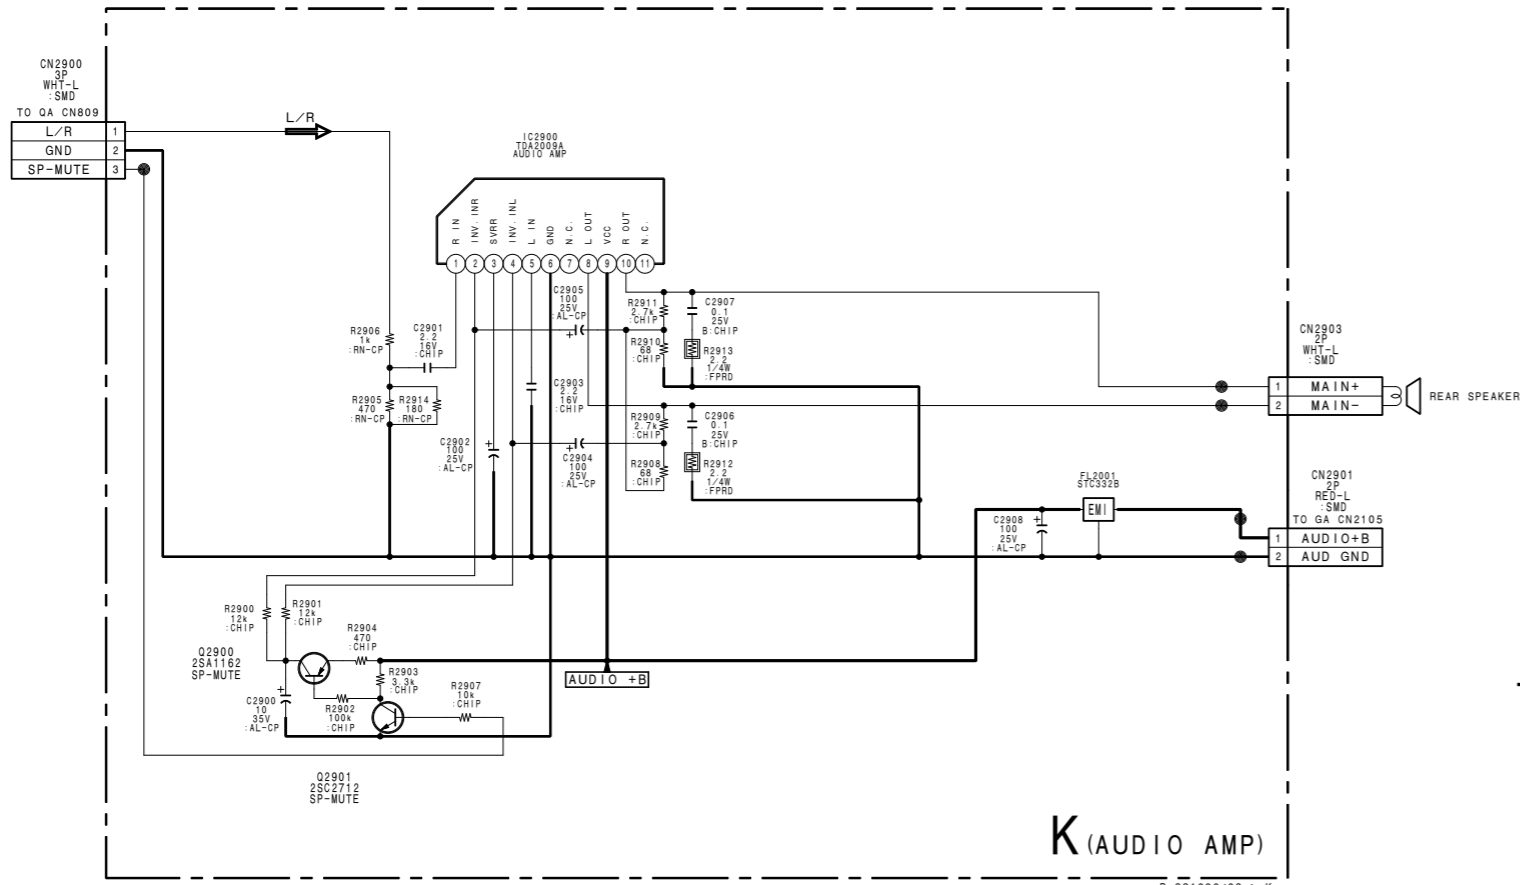 CN2900
3P
WHT-L
:SMD
TO QA CN809
L/R 1
GND 2
SP-MUTE 3
L/R
IC2900
TDA2009A
AUDIO AMP
R IN
INV.INR
SVRR
INV.INL
L IN
GND
N.C.
L OUT
VCC
R OUT
N.C.
1 2 3 4 5 6 7 8 9 10 11
R2906
1k
:RN-CP
C2901
2.2
16V
:CHIP
C2905
100
25V
:AL-CP
R2911
2.7k
:CHIP
C2907
0.1
25V
B:CHIP
R2910
68
:CHIP
R2913
2.2
1/4W
:FPRD
R2905
470
:RN-CP
R2914
180
:RN-CP
C2903
2.2
16V
:CHIP
C2902
100
25V
:AL-CP
R2909
2.7k
:CHIP
C2906
0.1
25V
B:CHIP
C2904
100
25V
:AL-CP
R2908
68
:CHIP
R2912
2.2
1/4W
:FPRD
CN2903
2P
WHT-L
:SMD
1 MAIN+
2 MAIN-
REAR SPEAKER
FL2001
STC332B
EMI
C2908
100
25V
:AL-CP
CN2901
2P
RED-L
:SMD
TO GA CN2105
1 AUDIO+B
2 AUD GND
R2900
12k
:CHIP
R2901
12k
:CHIP
R2904
470
:CHIP
Q2900
2SA1162
SP-MUTE
R2903
3.3k
:CHIP
AUDIO +B
C2900
10
35V
:AL-CP
R2902
100k
:CHIP
R2907
10k
:CHIP
Q2901
2SC2712
SP-MUTE
K (AUDIO AMP)